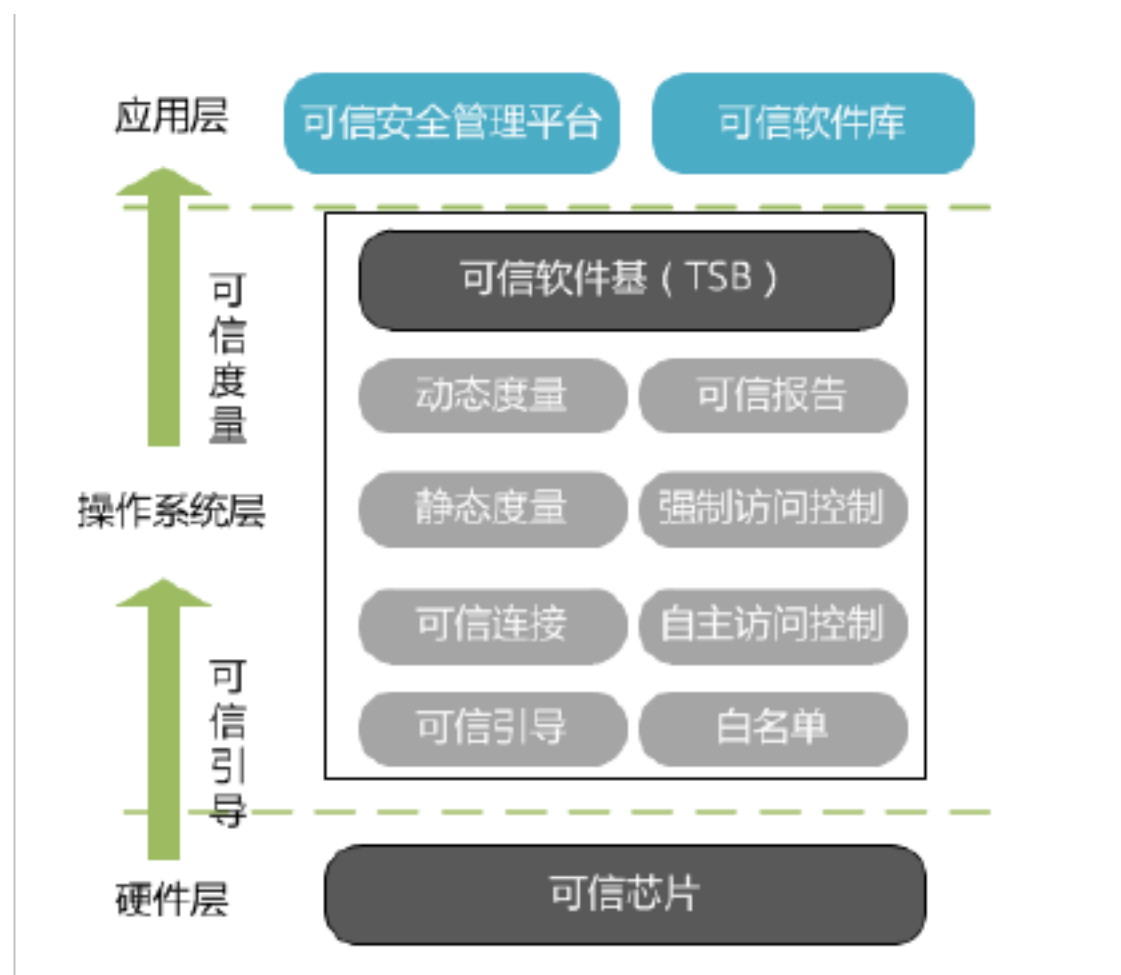 应用层
可信安全管理平台
可信软件库
可信度量
可信软件基（TSB）
动态度量
可信报告
操作系统层
静态度量
强制访问控制
可信连接
自主访问控制
可信引导
可信引导
白名单
硬件层
可信芯片